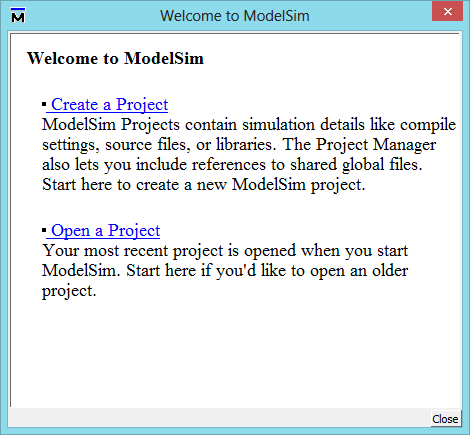 Welcome to ModelSim
Welcome to ModelSim
Create a Project
ModelSim Projects contain simulation details like compile
settings, source files, or libraries. The Project Manager
also lets you include references to shared global files.
Start here to create a new ModelSim project.
Open a Project
Your most recent project is opened when you start
ModelSim. Start here if you'd like to open an older
project.
Close